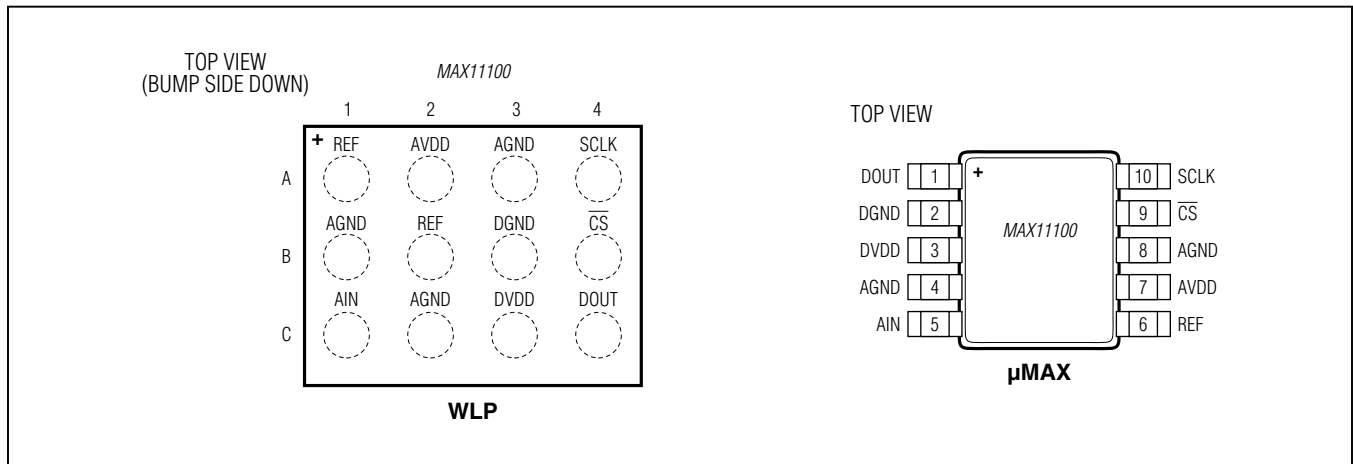 TOP VIEW
(BUMP SIDE DOWN)
MAX11100
1 2 3 4
+ REF AVDD AGND SCLK
A
AGND REF DGND C̅S̅
B
AIN AGND DVDD DOUT
C
WLP
TOP VIEW
DOUT 1 + 10 SCLK
DGND 2 9 C̅S̅
MAX11100
DVDD 3 8 AGND
AGND 4 7 AVDD
AIN 5 6 REF
µMAX